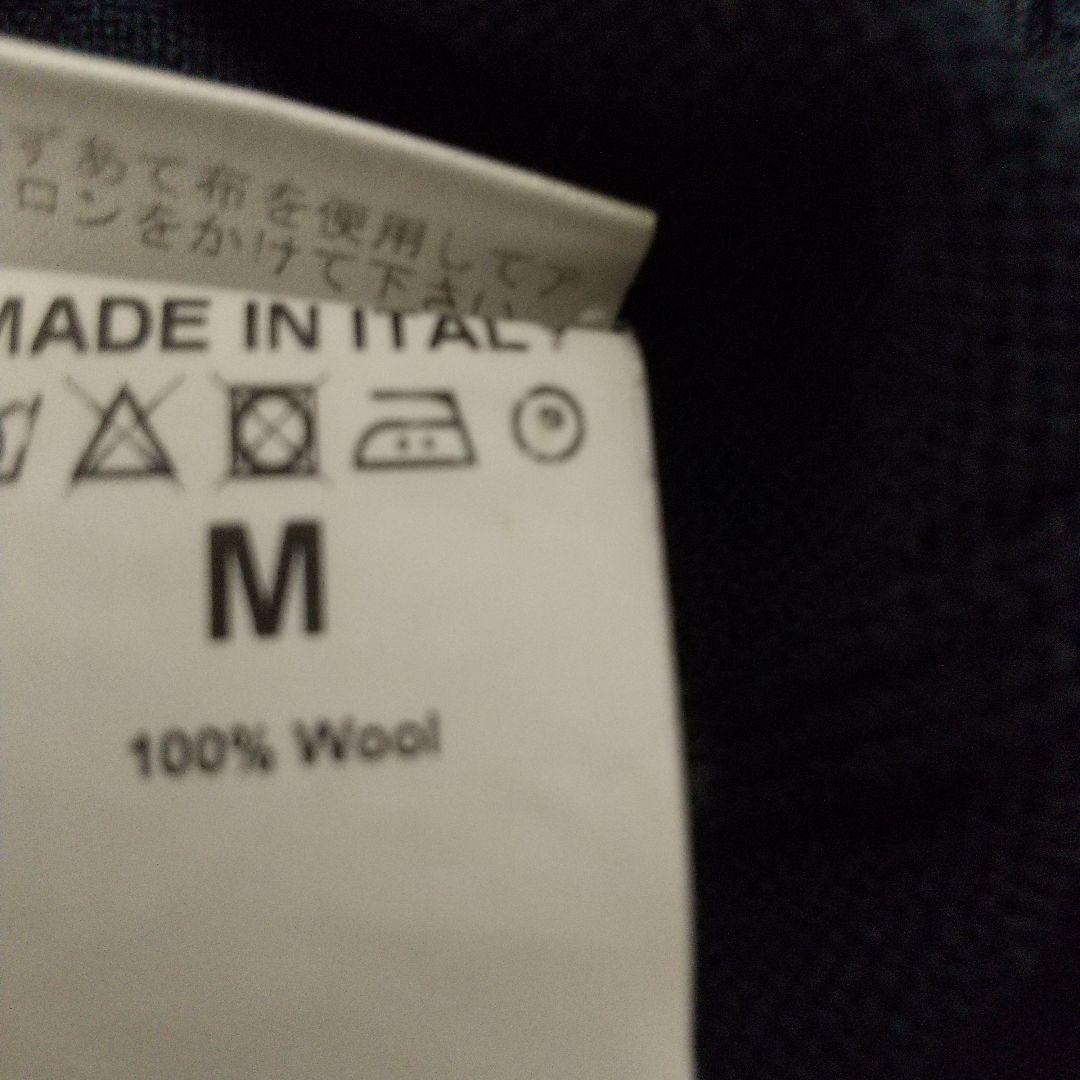 ず あて布を使用してア
ロンをかけて下さい
MADE IN ITALY
M
100% Wool